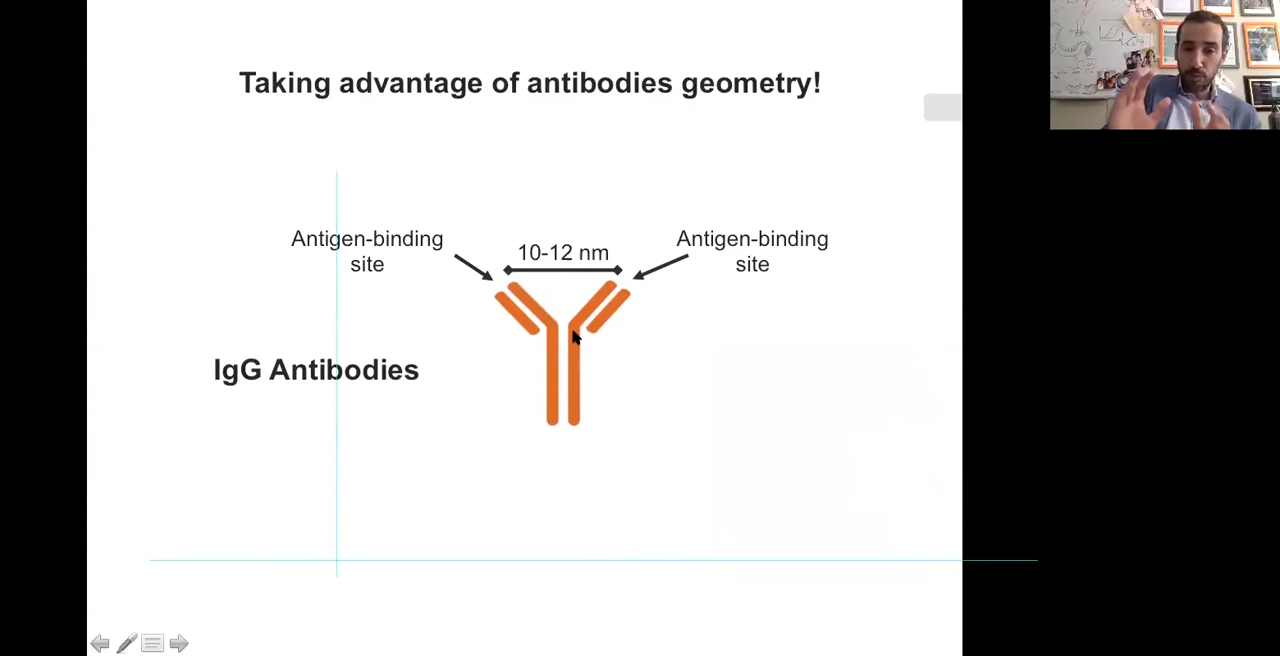 Taking advantage of antibodies geometry!
Antigen-binding
site
10-12 nm
Antigen-binding
site
IgG Antibodies